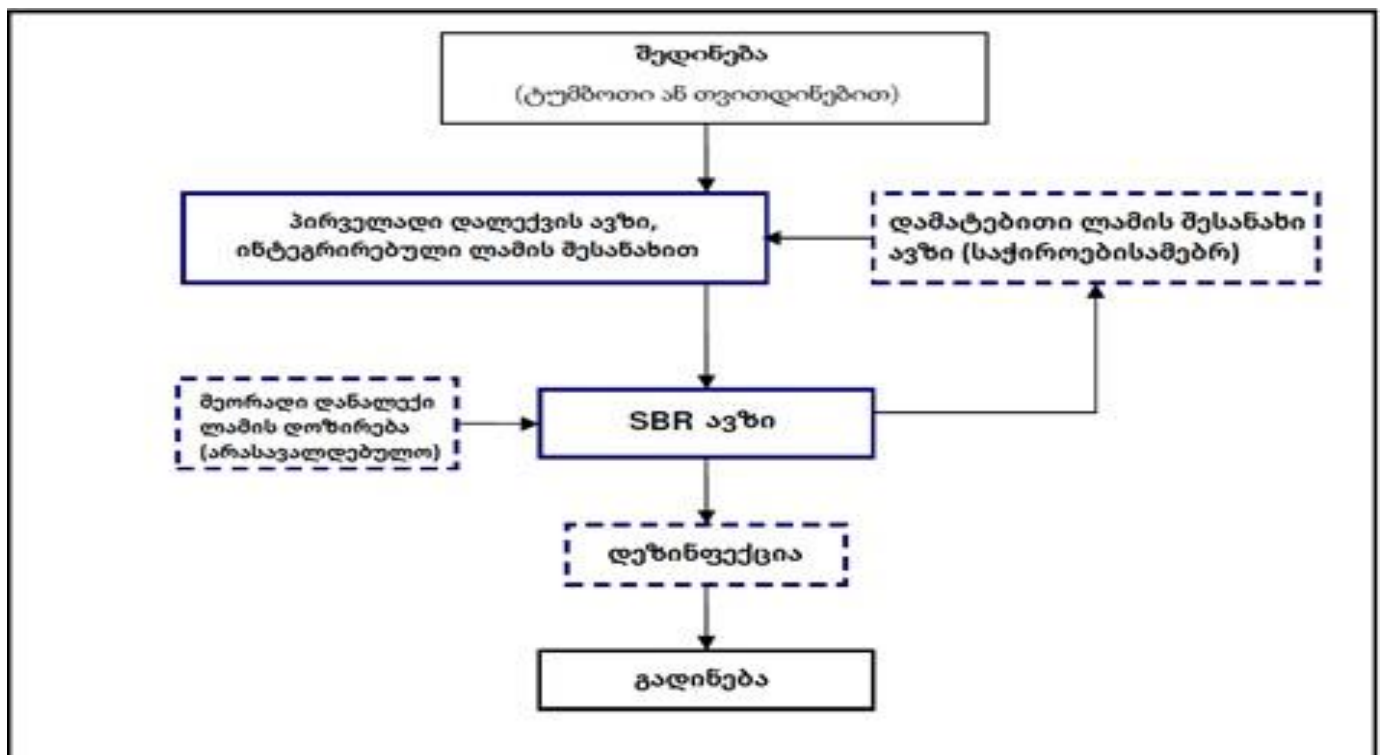 შედინება
(ტუმბოთი ან თვითდინებით)
პირველადი დალექვის ავზი,
ინტეგრირებული ლამის შესანახით
დამატებითი ლამის შესანახი
ავზი (საჭიროებისამებრ)
მეორადი დანალექი
ლამის დოზირება
(არასავალდებულო)
SBR ავზი
დეზინფექცია
გადინება